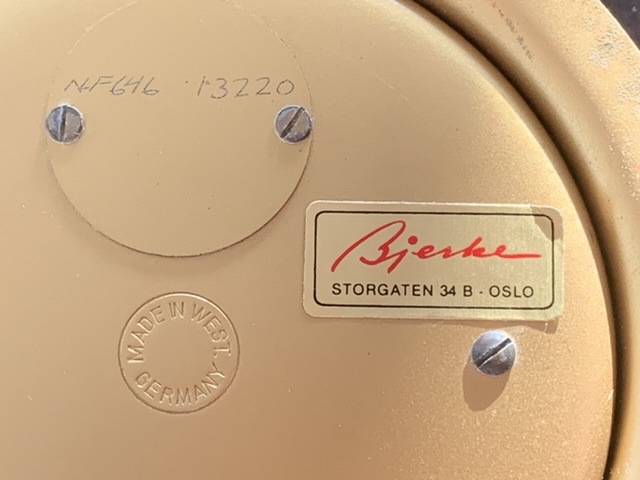 NF646 13220
Bjerke
STORGATEN 34 B - OSLO
MADE IN WEST.
GERMANY